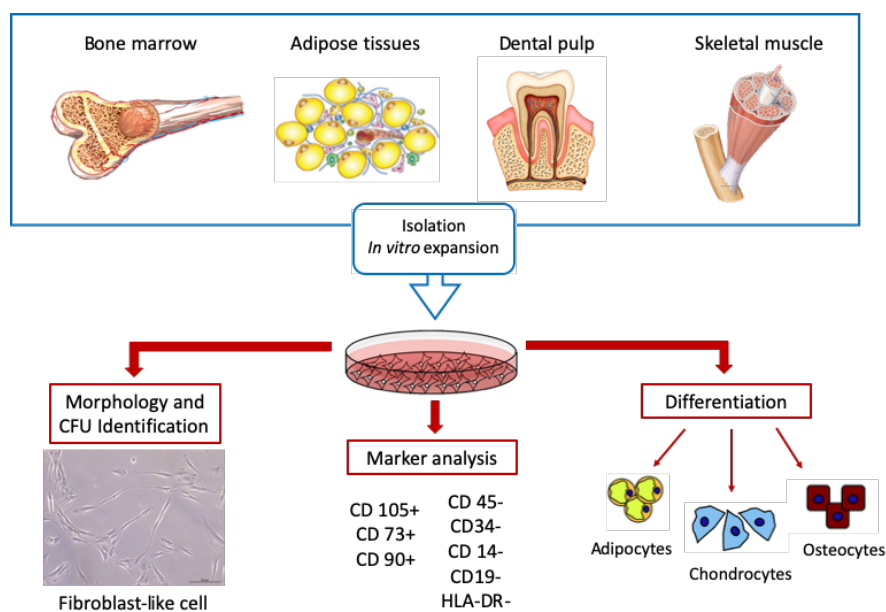 Bone marrow
Adipose tissues
Dental pulp
Skeletal muscle
Isolation
In vitro expansion
Morphology and
CFU Identification
Fibroblast-like cell
Marker analysis
CD 105+
CD 73+
CD 90+
CD 45-
CD34-
CD 14-
CD19-
HLA-DR-
Differentiation
Adipocytes
Chondrocytes
Osteocytes